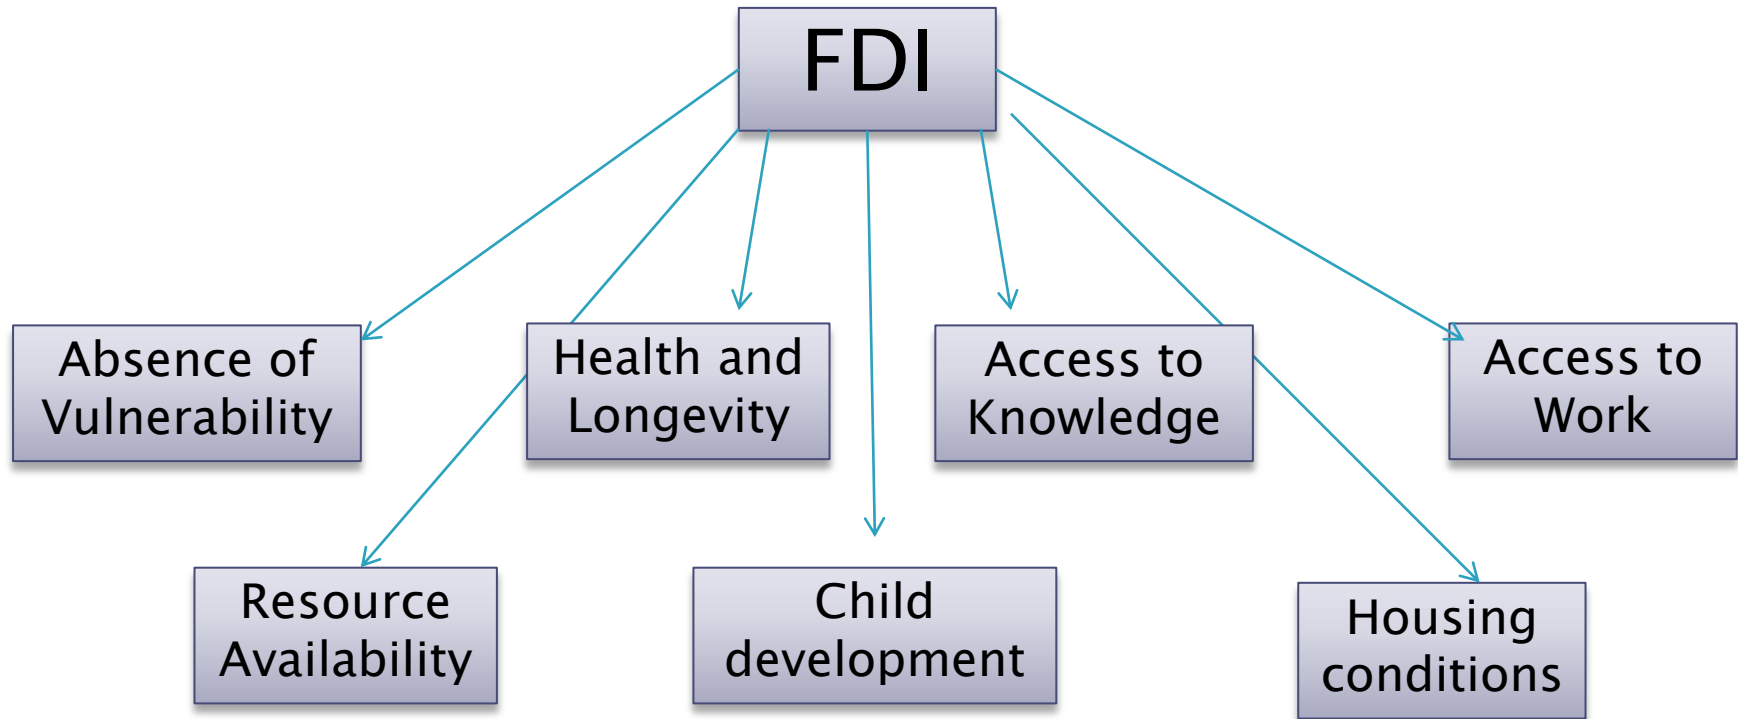 FDI
Absence of
Vulnerability
Health and
Longevity
Access to
Knowledge
Access to
Work
Resource
Availability
Child
development
Housing
conditions